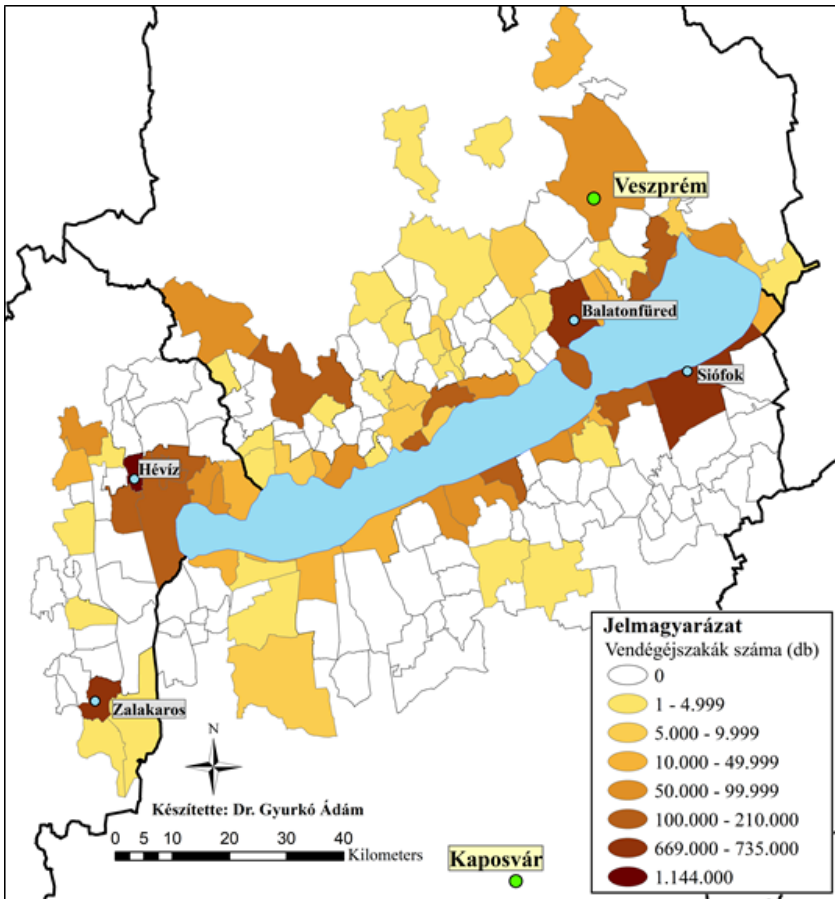 Veszprém
Balatonfüred
Siófok
Hévíz
Zalakaros
N
Készítette: Dr. Gyurkó Ádám
0 5 10 20 30 40
Kilometers
Kaposvár
Jelmagyarázat
Vendégéjszakák száma (db)
0
1 - 4.999
5.000 - 9.999
10.000 - 49.999
50.000 - 99.999
100.000 - 210.000
669.000 - 735.000
1.144.000